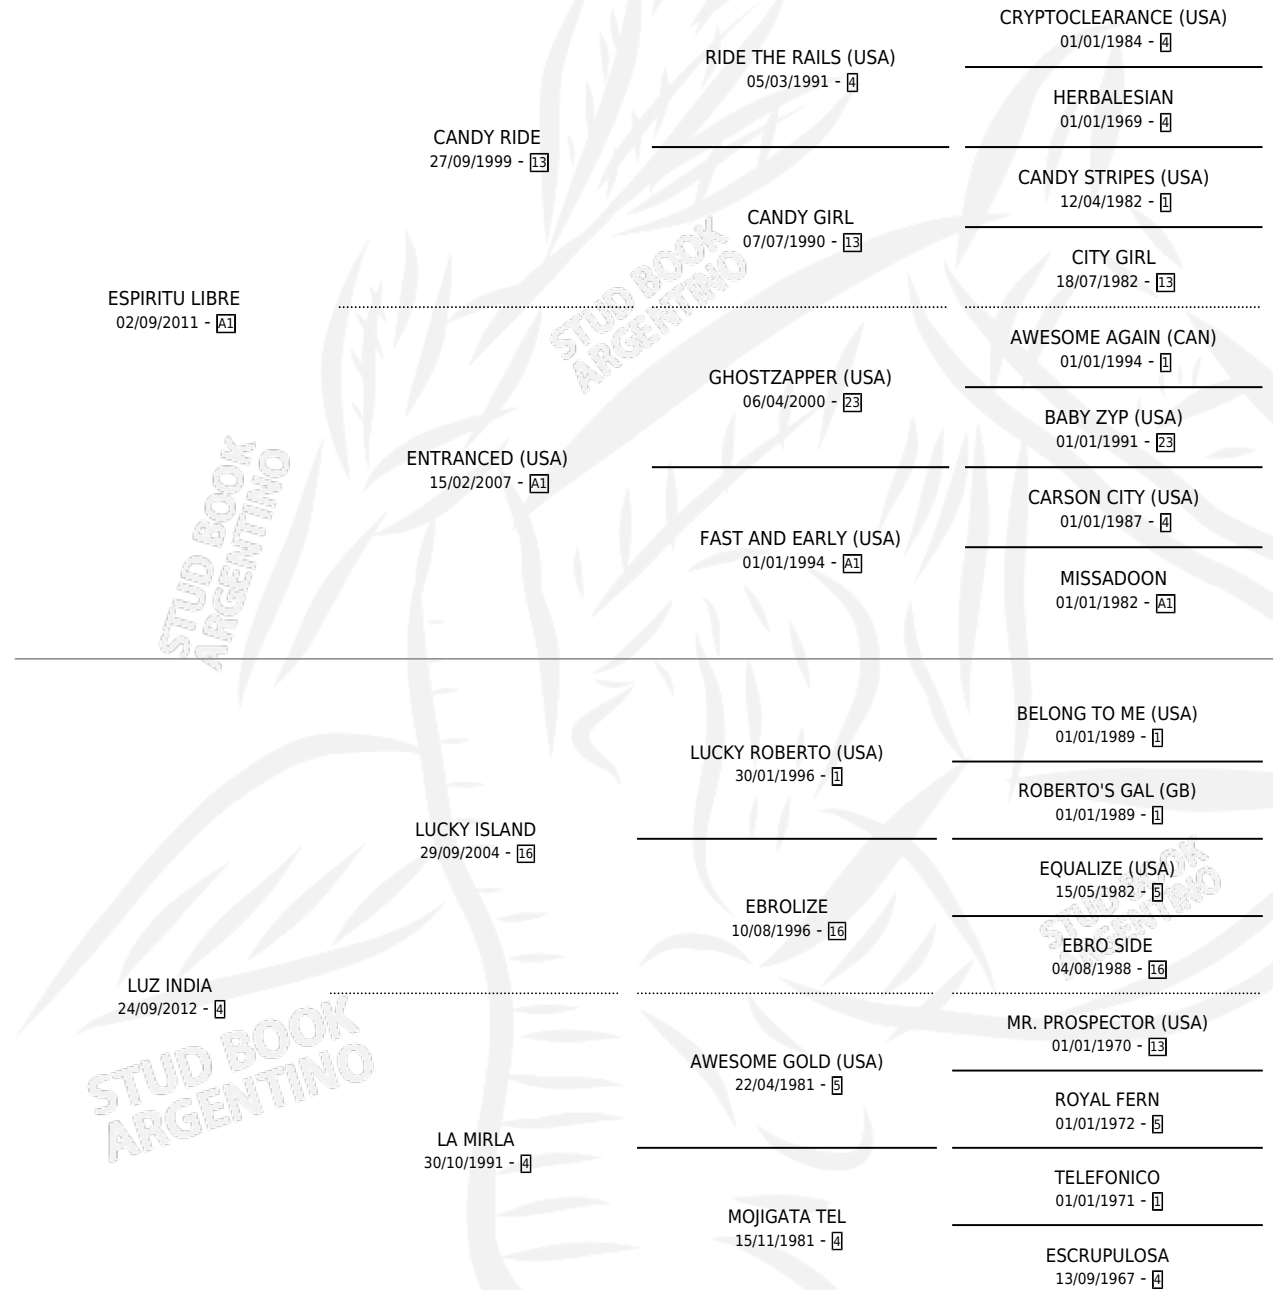 CRYPTOCLEARANCE (USA)
01/01/1984 - 4
RIDE THE RAILS (USA)
05/03/1991 - 4
HERBALESIAN
01/01/1969 - 4
CANDY RIDE
27/09/1999 - 13
CANDY STRIPES (USA)
12/04/1982 - 1
CANDY GIRL
07/07/1990 - 13
CITY GIRL
18/07/1982 - 13
ESPIRITU LIBRE
02/09/2011 - A1
STUD BOOK
ARGENTINO
AWESOME AGAIN (CAN)
01/01/1994 - 1
GHOSTZAPPER (USA)
06/04/2000 - 23
BABY ZYP (USA)
01/01/1991 - 23
ENTRANCED (USA)
15/02/2007 - A1
CARSON CITY (USA)
01/01/1987 - 4
FAST AND EARLY (USA)
01/01/1994 - A1
MISSADOON
01/01/1982 - A1
STUD BOOK
ARGENTINO
BELONG TO ME (USA)
01/01/1989 - 1
LUCKY ROBERTO (USA)
30/01/1996 - 1
ROBERTO'S GAL (GB)
01/01/1989 - 1
LUCKY ISLAND
29/09/2004 - 16
EQUALIZE (USA)
15/05/1982 - 5
EBROLIZE
10/08/1996 - 16
EBRO SIDE
04/08/1988 - 16
STUD BOOK
ARGENTINO
LUZ INDIA
24/09/2012 - 4
MR. PROSPECTOR (USA)
01/01/1970 - 13
AWESOME GOLD (USA)
22/04/1981 - 5
ROYAL FERN
01/01/1972 - 5
STUD BOOK
ARGENTINO
LA MIRLA
30/10/1991 - 4
TELEFONICO
01/01/1971 - 1
MOJIGATA TEL
15/11/1981 - 4
ESCRUPULOSA
13/09/1967 - 4